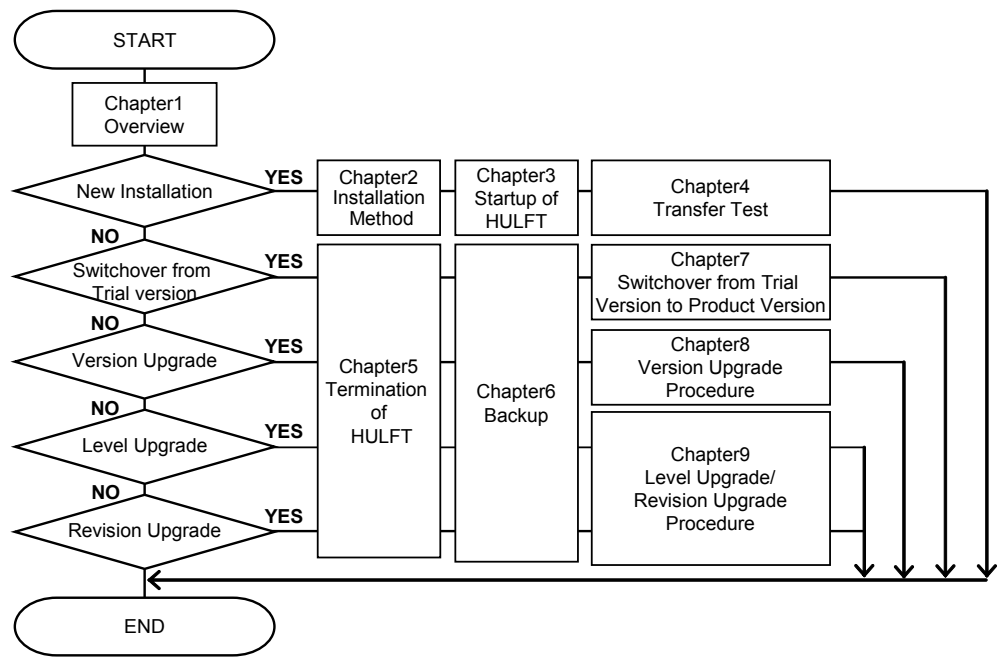 START
Chapter1
Overview
New Installation
YES
Chapter2
Installation
Method
Chapter3
Startup of
HULFT
Chapter4
Transfer Test
NO
Switchover from
Trial version
YES
Chapter7
Switchover from Trial
Version to Product Version
NO
Version Upgrade
YES
Chapter5
Termination
of
HULFT
Chapter6
Backup
Chapter8
Version Upgrade
Procedure
NO
Level Upgrade
YES
Chapter9
Level Upgrade/
Revision Upgrade
Procedure
NO
Revision Upgrade
YES
END